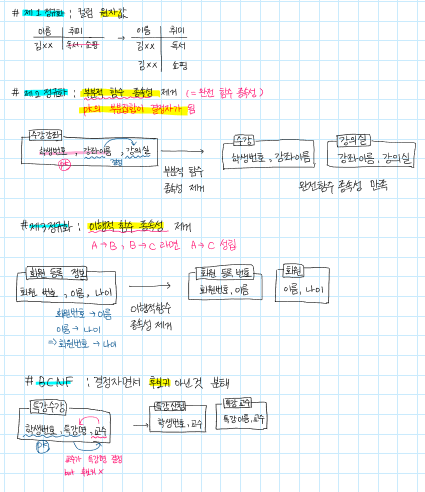 # 제 1 정규화 ; 컬럼 원자값
이름 취미 → 이름 취미
김xx 독서, 쇼핑 김xx 독서
김xx 쇼핑
# 제 2 정규화 ; 부분적 함수 종속성 제거 (= 완전 함수 종속성)
pk의 부분집합이 결정자가 됨
수강강좌 수강 강의실
학생번호, 강좌이름, 강의실 → 학생번호, 강좌이름 강좌이름, 강의실
PK 결정 부분적 함수 종속성 제거 완전함수 종속성 만족
# 제3정규화 ; 이행적 함수 종속성 제거
A→B, B→C 라면 A→C 성립
회원 등록 정보 회원 등록 번호 회원
회원 번호, 이름, 나이 → 회원번호, 이름 이름, 나이
회원번호 → 이름 이행적함수
이름 → 나이 종속성 제거
⇒ 회원번호 → 나이
# BCNF ; 결정자면서 후보키 아닌것 분해
특강수강 특강신청 특강교수
학생번호, 특강명, 교수 → 학생번호, 교수 특강이름, 교수
PK 교수가 특강명 결정
but 후보키 x